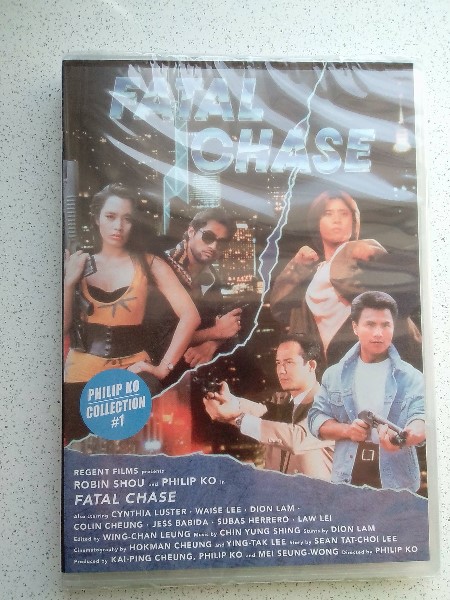 FATAL
CHASE
PHILIP KO
COLLECTION
#1
REGENT FILMS presents
ROBIN SHOU and PHILIP KO in
FATAL CHASE
Also starring CYNTHIA LUSTER · WAISE LEE · DION LAM ·
COLIN CHEUNG · JESS BABIDA · SUBAS HERRERO · LAW LEI
Edited by WING-CHAN LEUNG Music by CHIN YUNG SHING Stunts by DION LAM
Cinematography by HOKMAN CHEUNG and YING-TAK LEE Story by SEAN TAT-CHOI LEE
Produced by KAI-PING CHEUNG, PHILIP KO and MEI SEUNG-WONG Directed by PHILIP KO